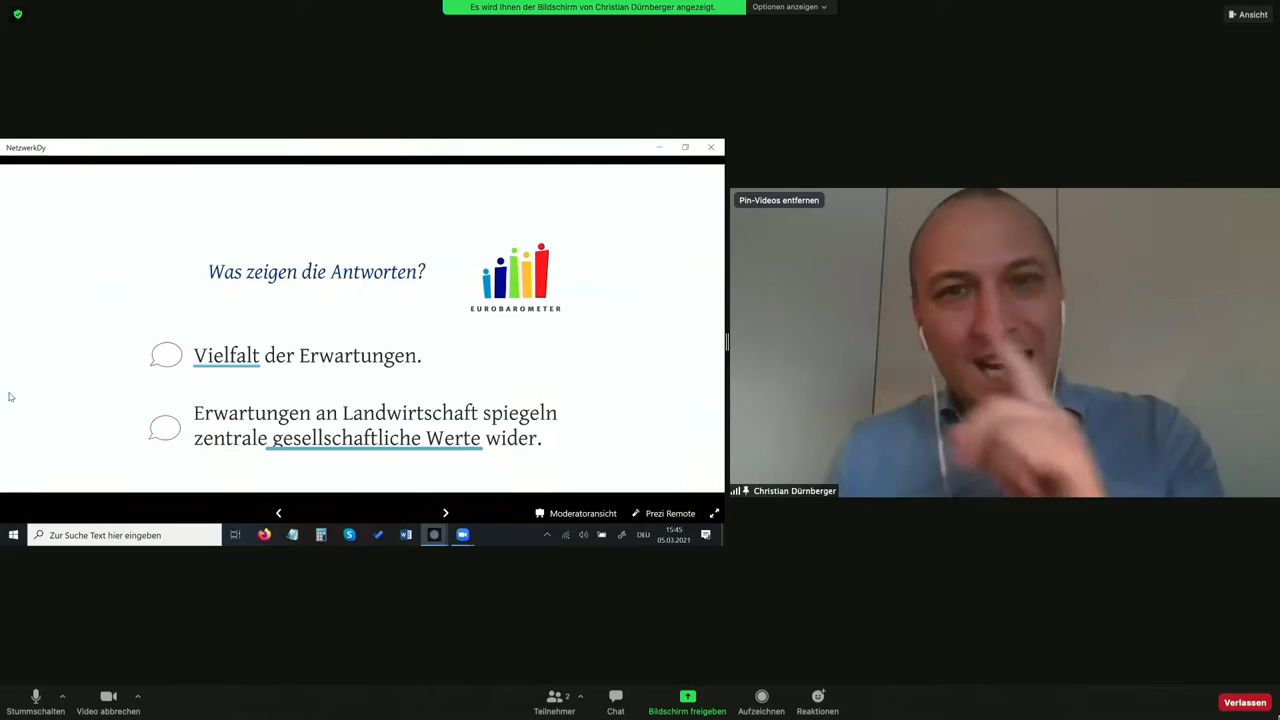 Es wird Ihnen der Bildschirm von Christian Dürnberger angezeigt.
Optionen anzeigen
Ansicht
NetzwerkDy
Pin-Videos entfernen
Was zeigen die Antworten?
EUROBAROMETER
Vielfalt der Erwartungen.
Erwartungen an Landwirtschaft spiegeln
zentrale gesellschaftliche Werte wider.
Christian Dürnberger
Moderatoransicht
Prezi Remote
Zur Suche Text hier eingeben
DEU
15:45
05.03.2021
Stummschalten
Video abbrechen
2
Teilnehmer
Chat
Bildschirm freigeben
Aufzeichnen
Reaktionen
Verlassen